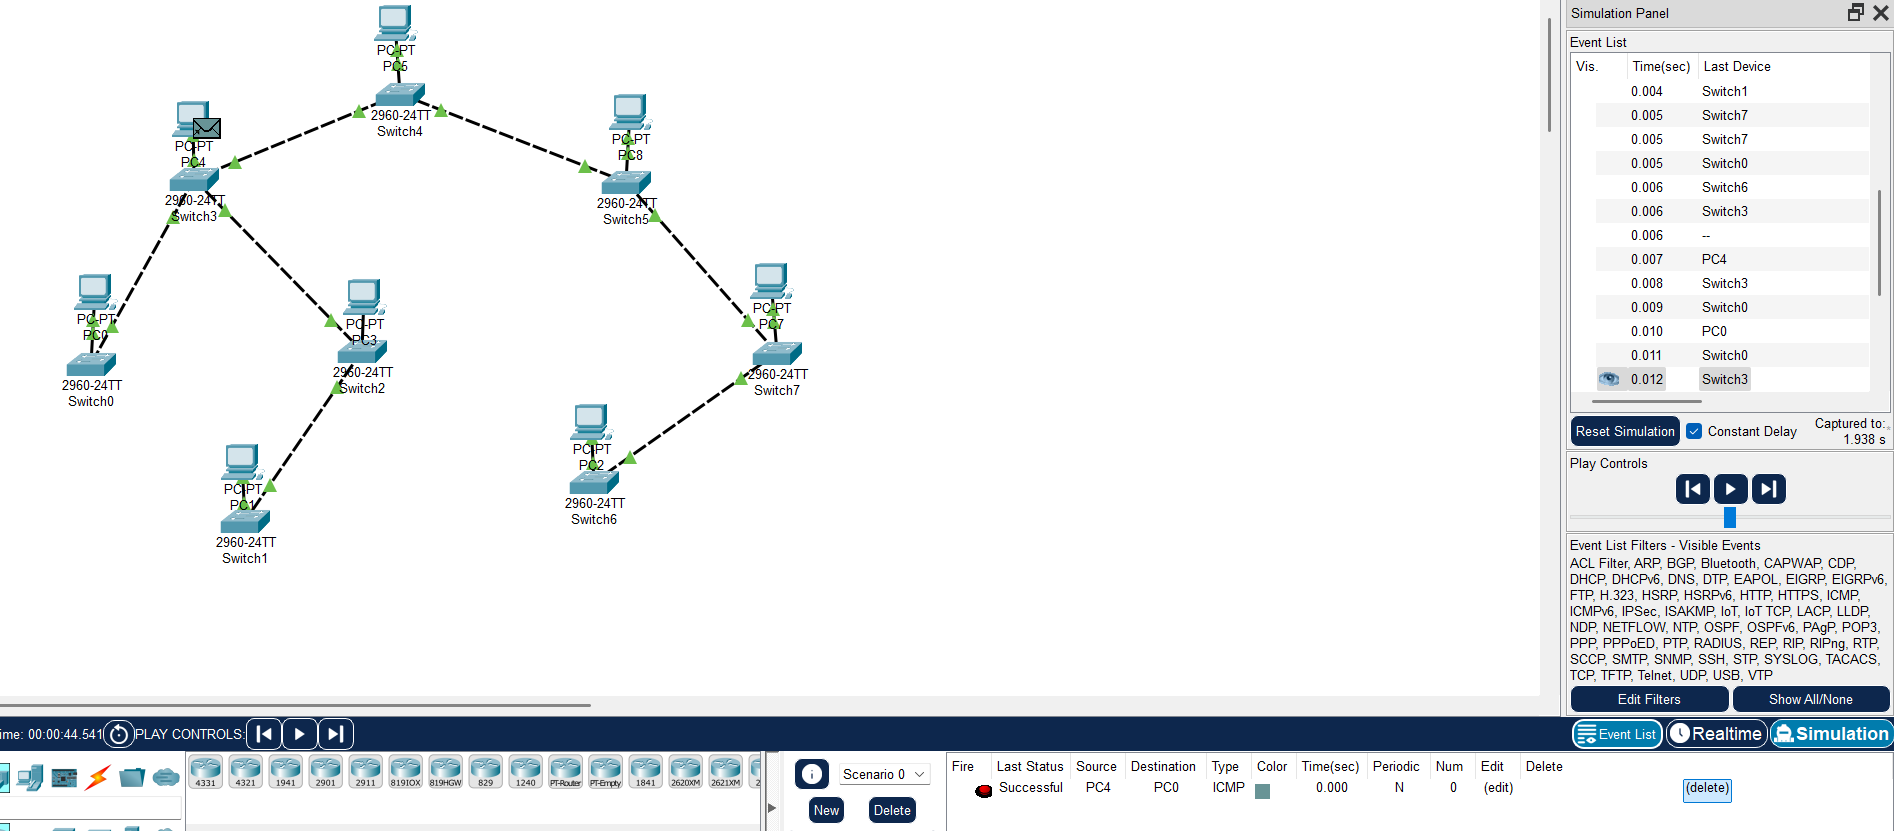 PC-PT
PC5
2960-24TT
Switch4
PC-PT
PC4
2960-24TT
Switch3
PC-PT
PC8
2960-24TT
Switch5
PC-PT
PC0
2960-24TT
Switch0
PC-PT
PC3
2960-24TT
Switch2
PC-PT
PC7
2960-24TT
Switch7
PC-PT
PC2
2960-24TT
Switch6
PC-PT
PC1
2960-24TT
Switch1
Simulation Panel
Event List
Vis. Time(sec) Last Device
0.004 Switch1
0.005 Switch7
0.005 Switch7
0.005 Switch0
0.006 Switch6
0.006 Switch3
0.006 --
0.007 PC4
0.008 Switch3
0.009 Switch0
0.010 PC0
0.011 Switch0
0.012 Switch3
Reset Simulation Constant Delay Captured to:
1.938 s
Play Controls
Event List Filters - Visible Events
ACL Filter, ARP, BGP, Bluetooth, CAPWAP, CDP,
DHCP, DHCPv6, DNS, DTP, EAPOL, EIGRP, EIGRPv6,
FTP, H.323, HSRP, HSRPv6, HTTP, HTTPS, ICMP,
ICMPv6, IPSec, ISAKMP, IoT, IoT TCP, LACP, LLDP,
NDP, NETFLOW, NTP, OSPF, OSPFv6, PAgP, POP3,
PPP, PPPoED, PTP, RADIUS, REP, RIP, RIPng, RTP,
SCCP, SMTP, SNMP, SSH, STP, SYSLOG, TACACS,
TCP, TFTP, Telnet, UDP, USB, VTP
Edit Filters Show All/None
ime: 00:00:44.541 PLAY CONTROLS: Event List Realtime Simulation
4331 4321 1941 2901 2911 819IOX 819HGW 829 1240 PT-Router PT-Empty 1841 2620XM 2621XM 2
Scenario 0
New Delete
Fire Last Status Source Destination Type Color Time(sec) Periodic Num Edit Delete
Successful PC4 PC0 ICMP 0.000 N 0 (edit) (delete)